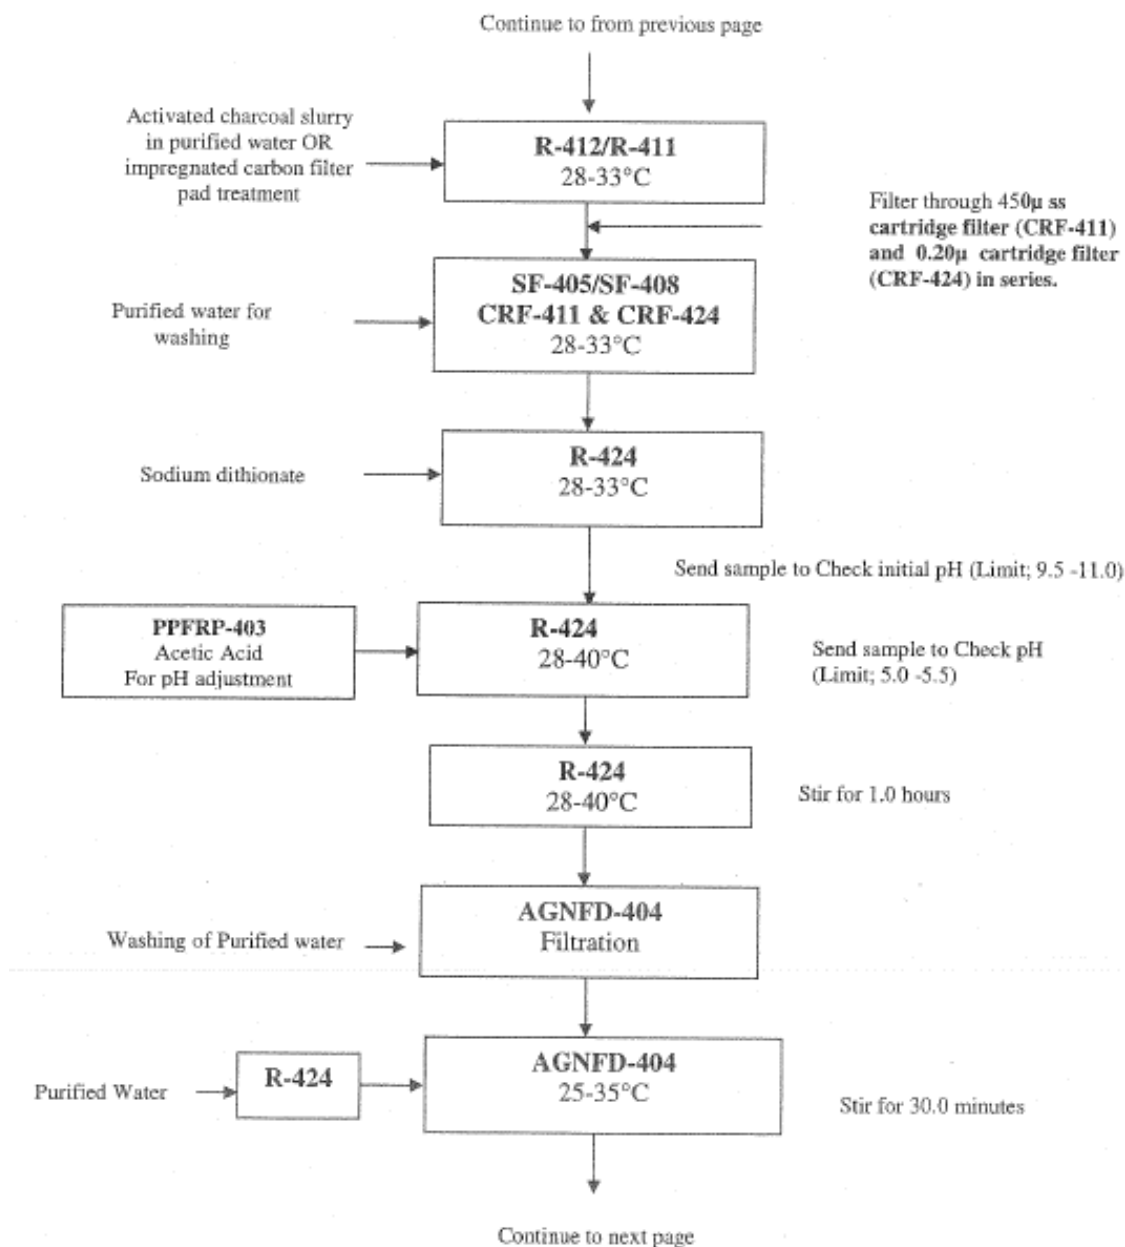 Continue to from previous page
Activated charcoal slurry
in purified water OR
impregnated carbon filter
pad treatment
R-412/R-411
28-33°C
Filter through 450µ ss
cartridge filter (CRF-411)
and 0.20µ cartridge filter
(CRF-424) in series.
SF-405/SF-408
CRF-411 & CRF-424
28-33°C
Purified water for
washing
R-424
28-33°C
Sodium dithionate
Send sample to Check initial pH (Limit; 9.5 -11.0)
PPFRP-403
Acetic Acid
For pH adjustment
R-424
28-40°C
Send sample to Check pH
(Limit; 5.0 -5.5)
R-424
28-40°C
Stir for 1.0 hours
AGNFD-404
Filtration
Washing of Purified water
Purified Water
R-424
AGNFD-404
25-35°C
Stir for 30.0 minutes
Continue to next page